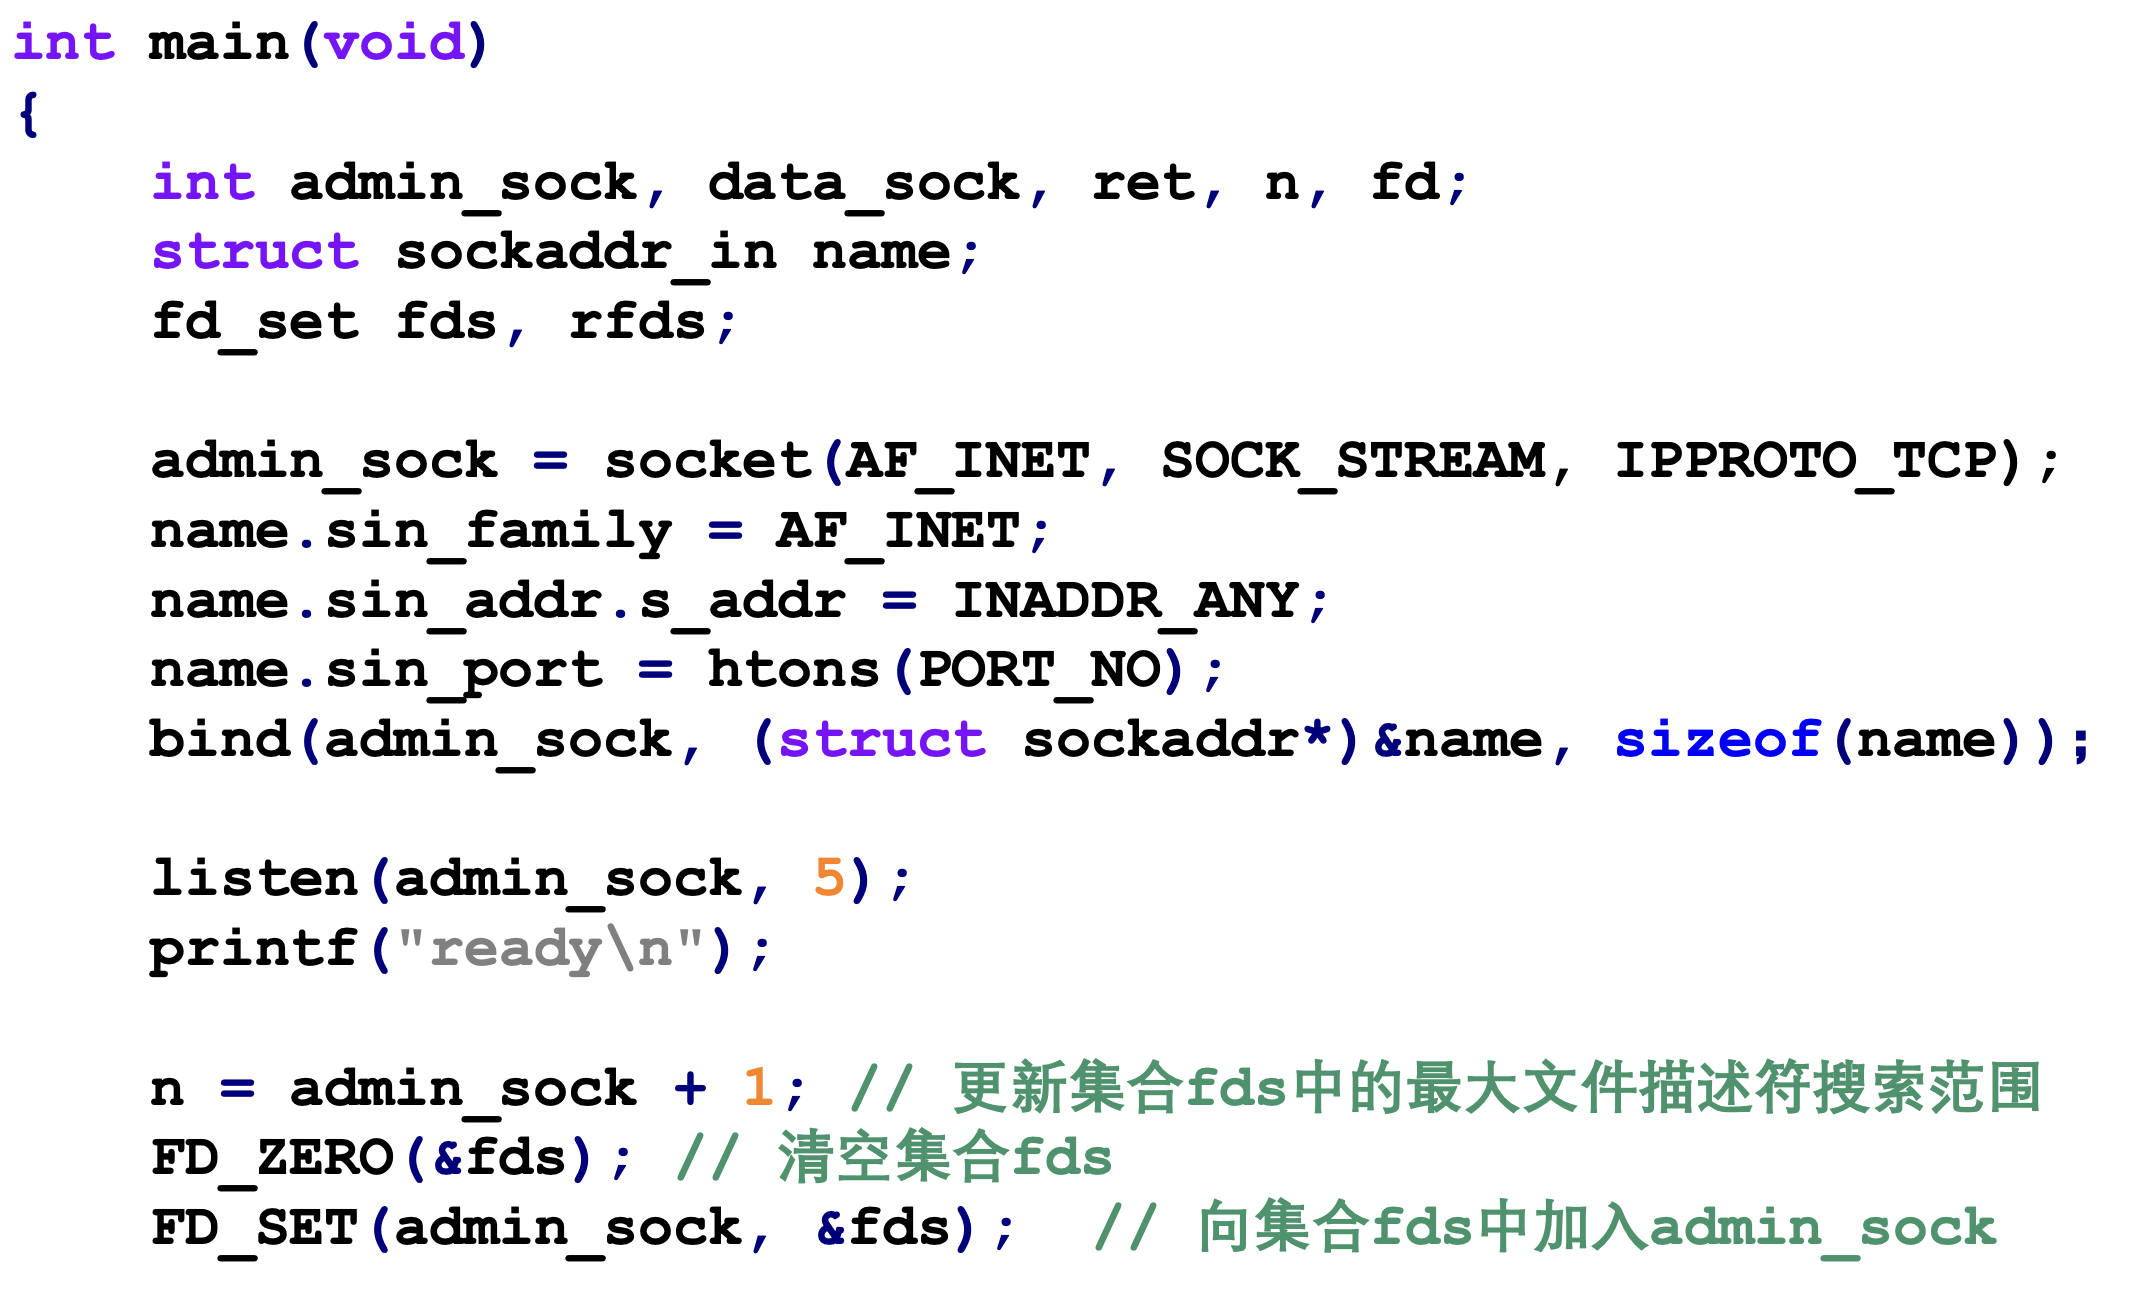 int main(void)
{
    int admin_sock, data_sock, ret, n, fd;
    struct sockaddr_in name;
    fd_set fds, rfds;

    admin_sock = socket(AF_INET, SOCK_STREAM, IPPROTO_TCP);
    name.sin_family = AF_INET;
    name.sin_addr.s_addr = INADDR_ANY;
    name.sin_port = htons(PORT_NO);
    bind(admin_sock, (struct sockaddr*)&name, sizeof(name));

    listen(admin_sock, 5);
    printf("ready\n");

    n = admin_sock + 1; // 更新集合fds中的最大文件描述符搜索范围
    FD_ZERO(&fds); // 清空集合fds
    FD_SET(admin_sock, &fds);  // 向集合fds中加入admin_sock